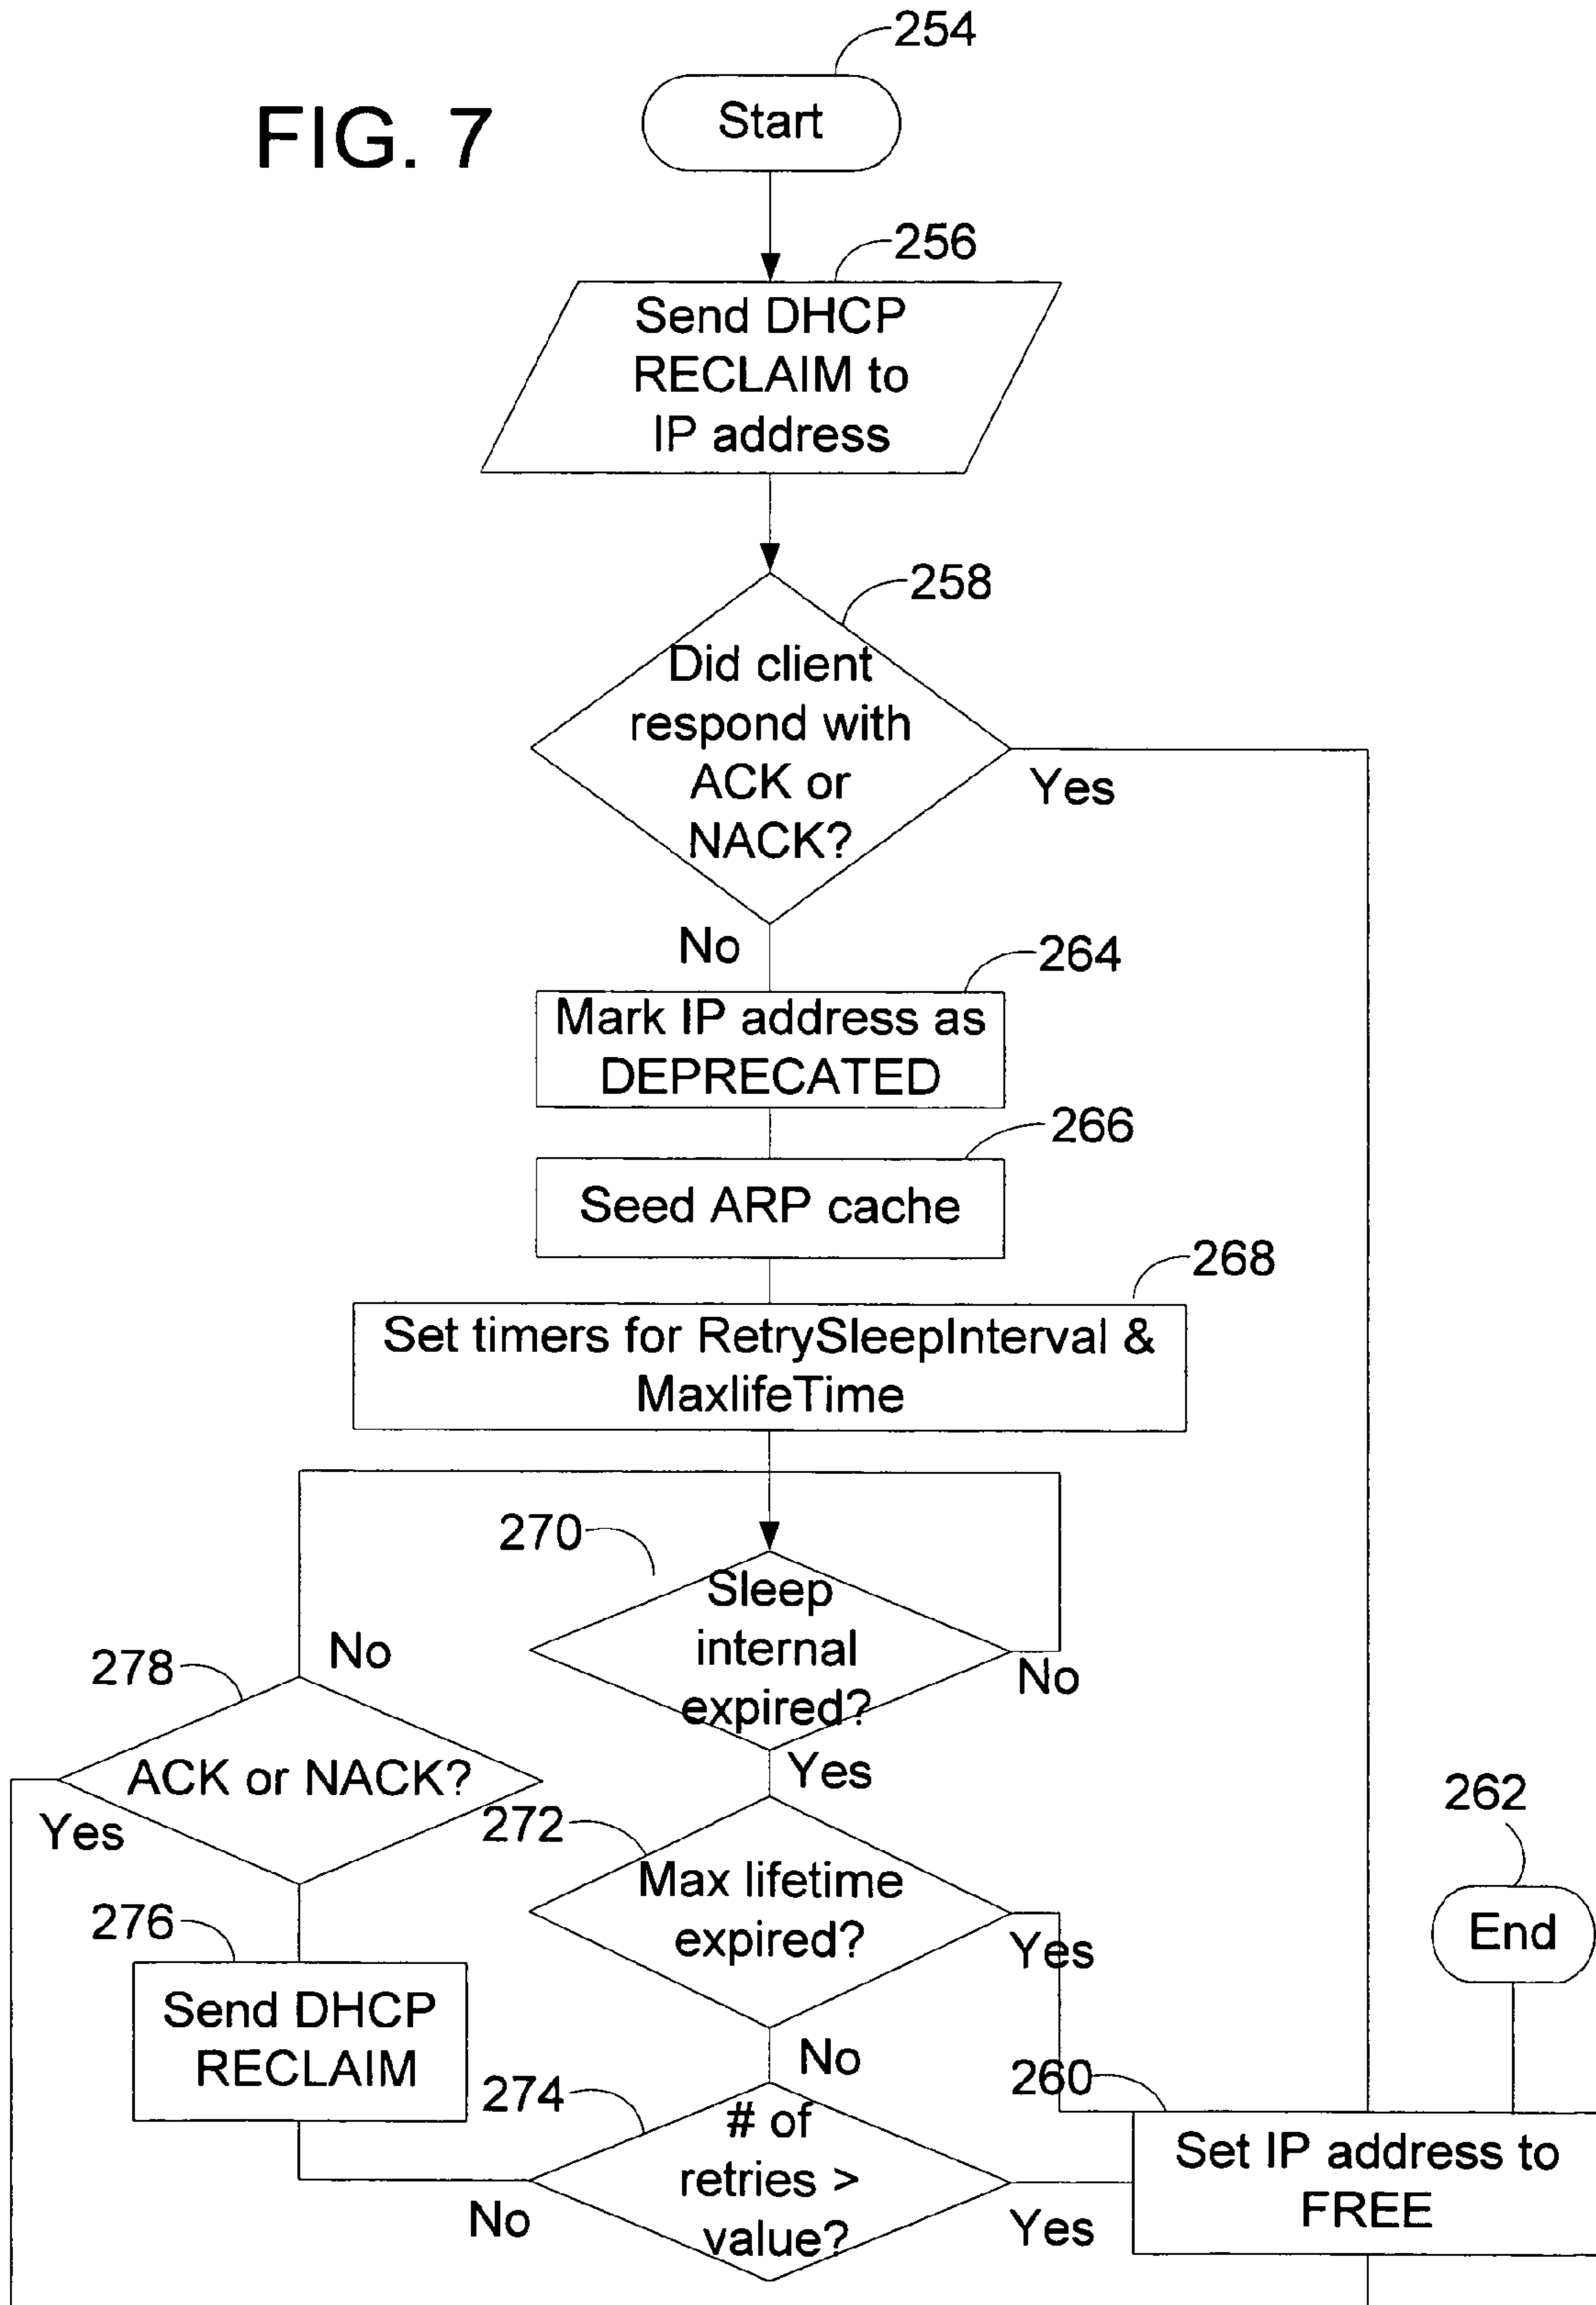 FIG. 7
254
Start
256
Send DHCP
RECLAIM to
IP address
258
Did client
respond with
ACK or
NACK?
Yes
No
264
Mark IP address as
DEPRECATED
266
Seed ARP cache
268
Set timers for RetrySleepInterval &
MaxlifeTime
270
Sleep
internal
expired?
No
Yes
278
No
ACK or NACK?
Yes
272
Max lifetime
expired?
Yes
No
262
End
276
Send DHCP
RECLAIM
274
# of
retries >
value?
No
Yes
260
Set IP address to
FREE